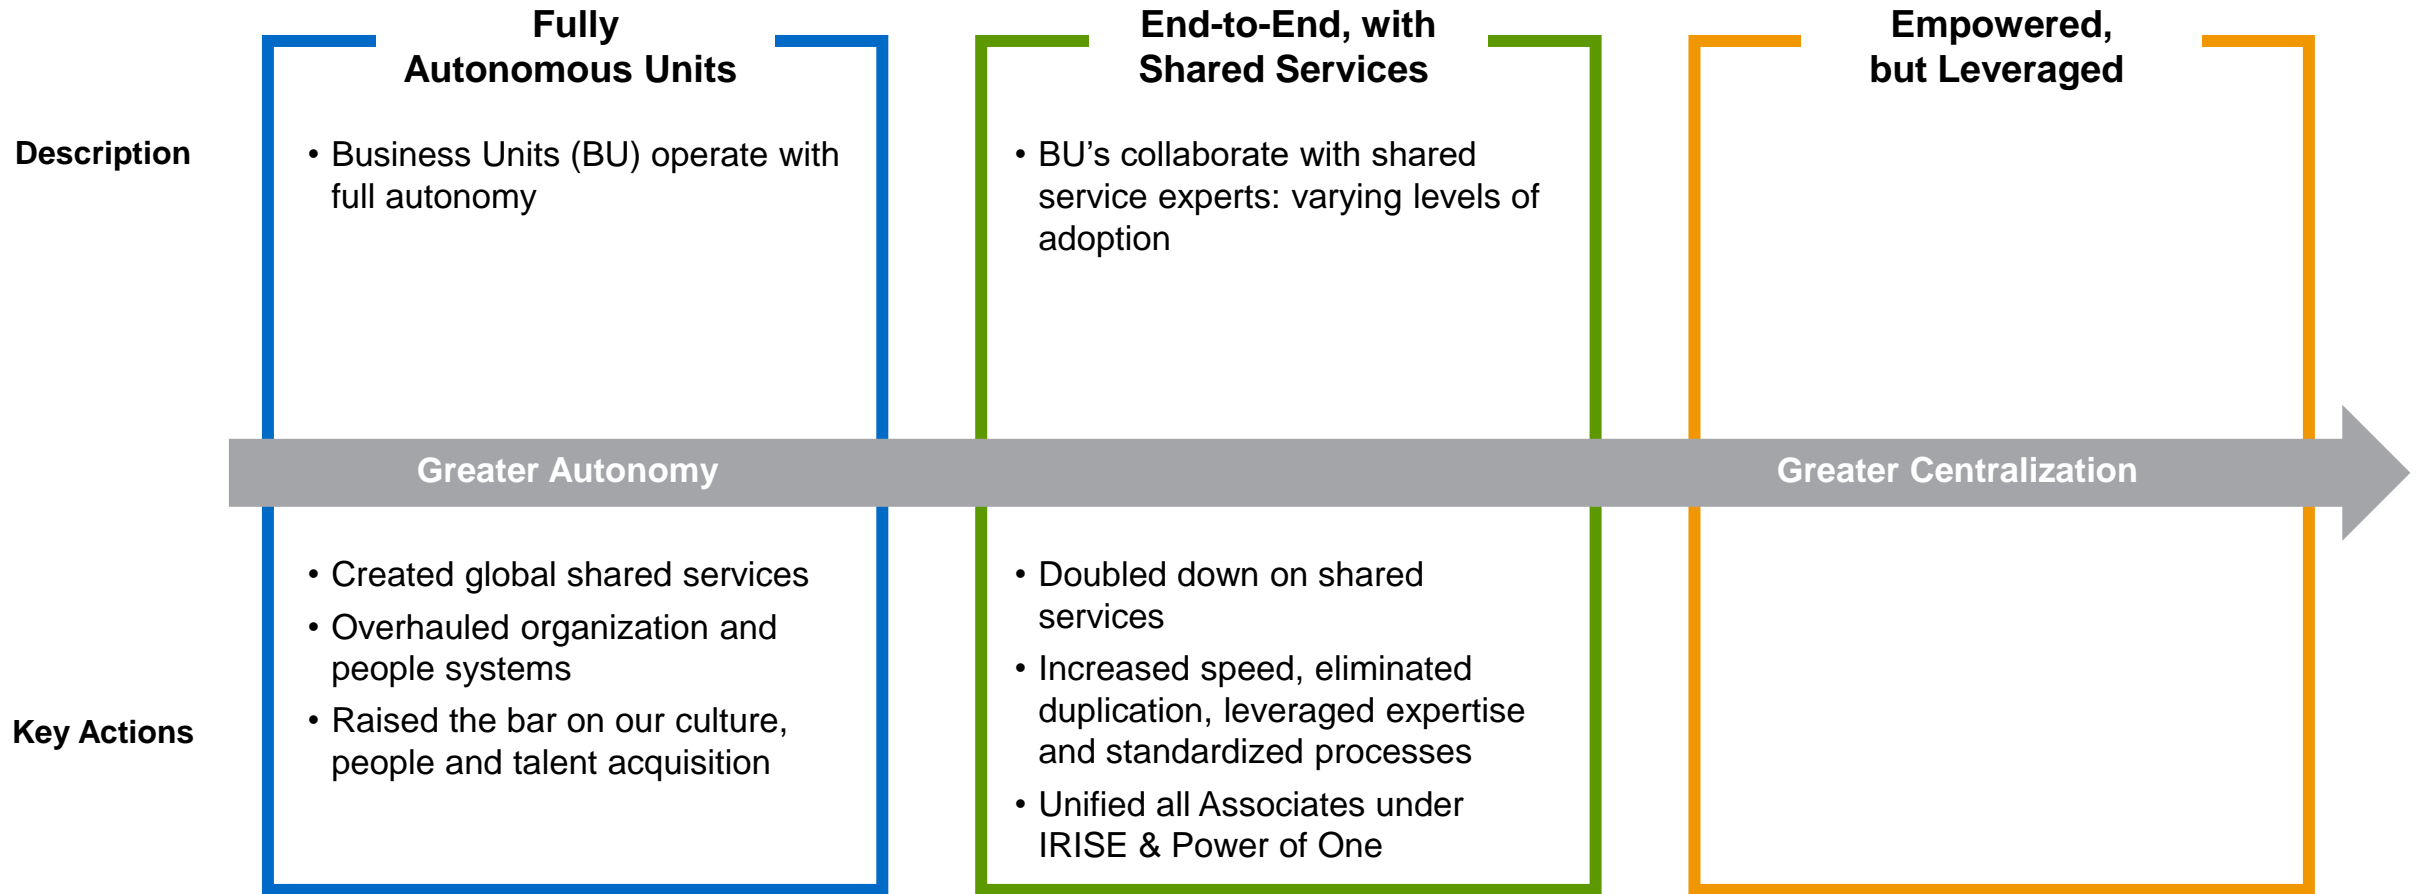 Fully
Autonomous Units
End-to-End, with
Shared Services
Empowered,
but Leveraged
Description
• Business Units (BU) operate with
full autonomy
• BU’s collaborate with shared
service experts: varying levels of
adoption
Greater Autonomy
Greater Centralization
Key Actions
• Created global shared services
• Overhauled organization and
people systems
• Raised the bar on our culture,
people and talent acquisition
• Doubled down on shared
services
• Increased speed, eliminated
duplication, leveraged expertise
and standardized processes
• Unified all Associates under
IRISE & Power of One